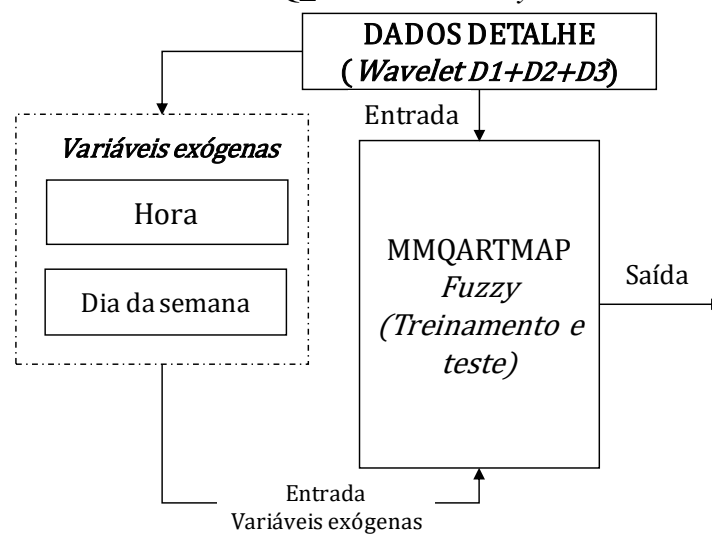 DADOS DETALHE
(Wavelet D1+D2+D3)
Entrada
Variáveis exógenas
Hora
Dia da semana
MMQARTMAP
Fuzzy
(Treinamento e
teste)
Saída
Entrada
Variáveis exógenas